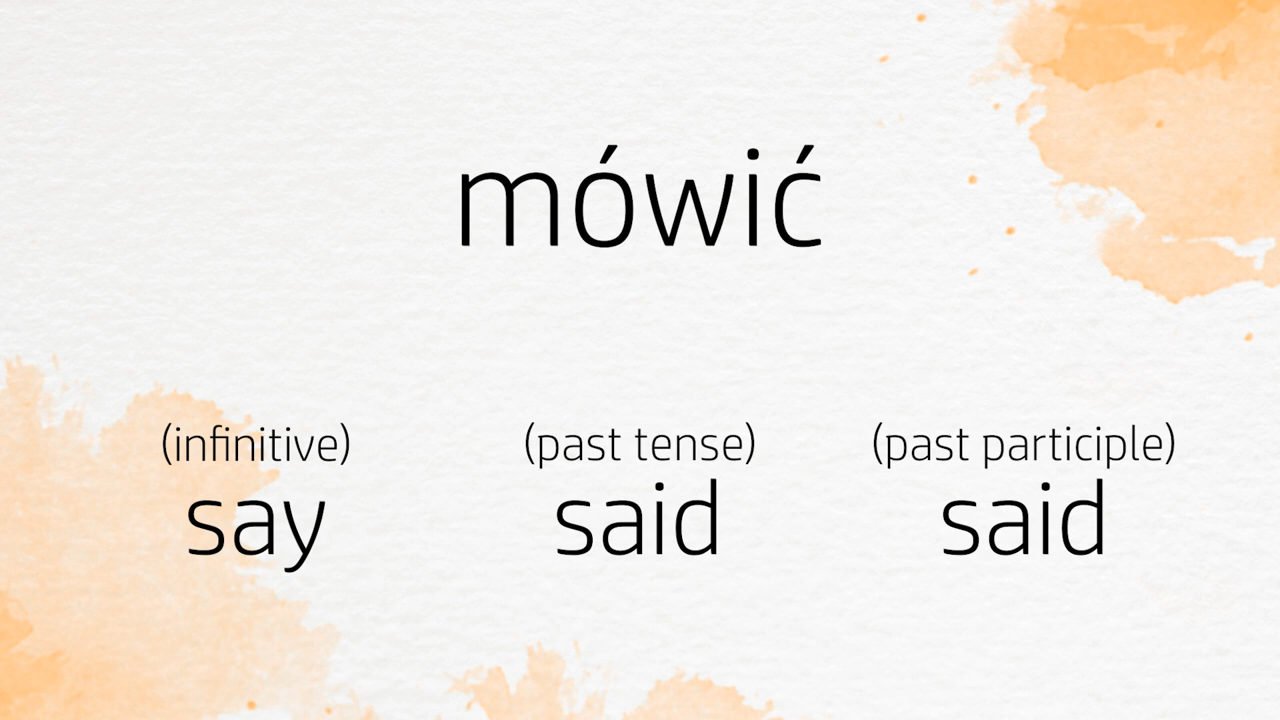 mówić
(infinitive) (past tense) (past participle)
say said said